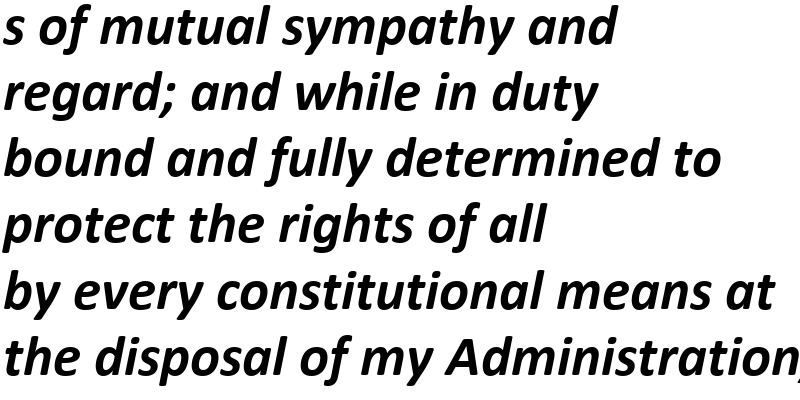 s of mutual sympathy and
regard; and while in duty
bound and fully determined to
protect the rights of all
by every constitutional means at
the disposal of my Administration,